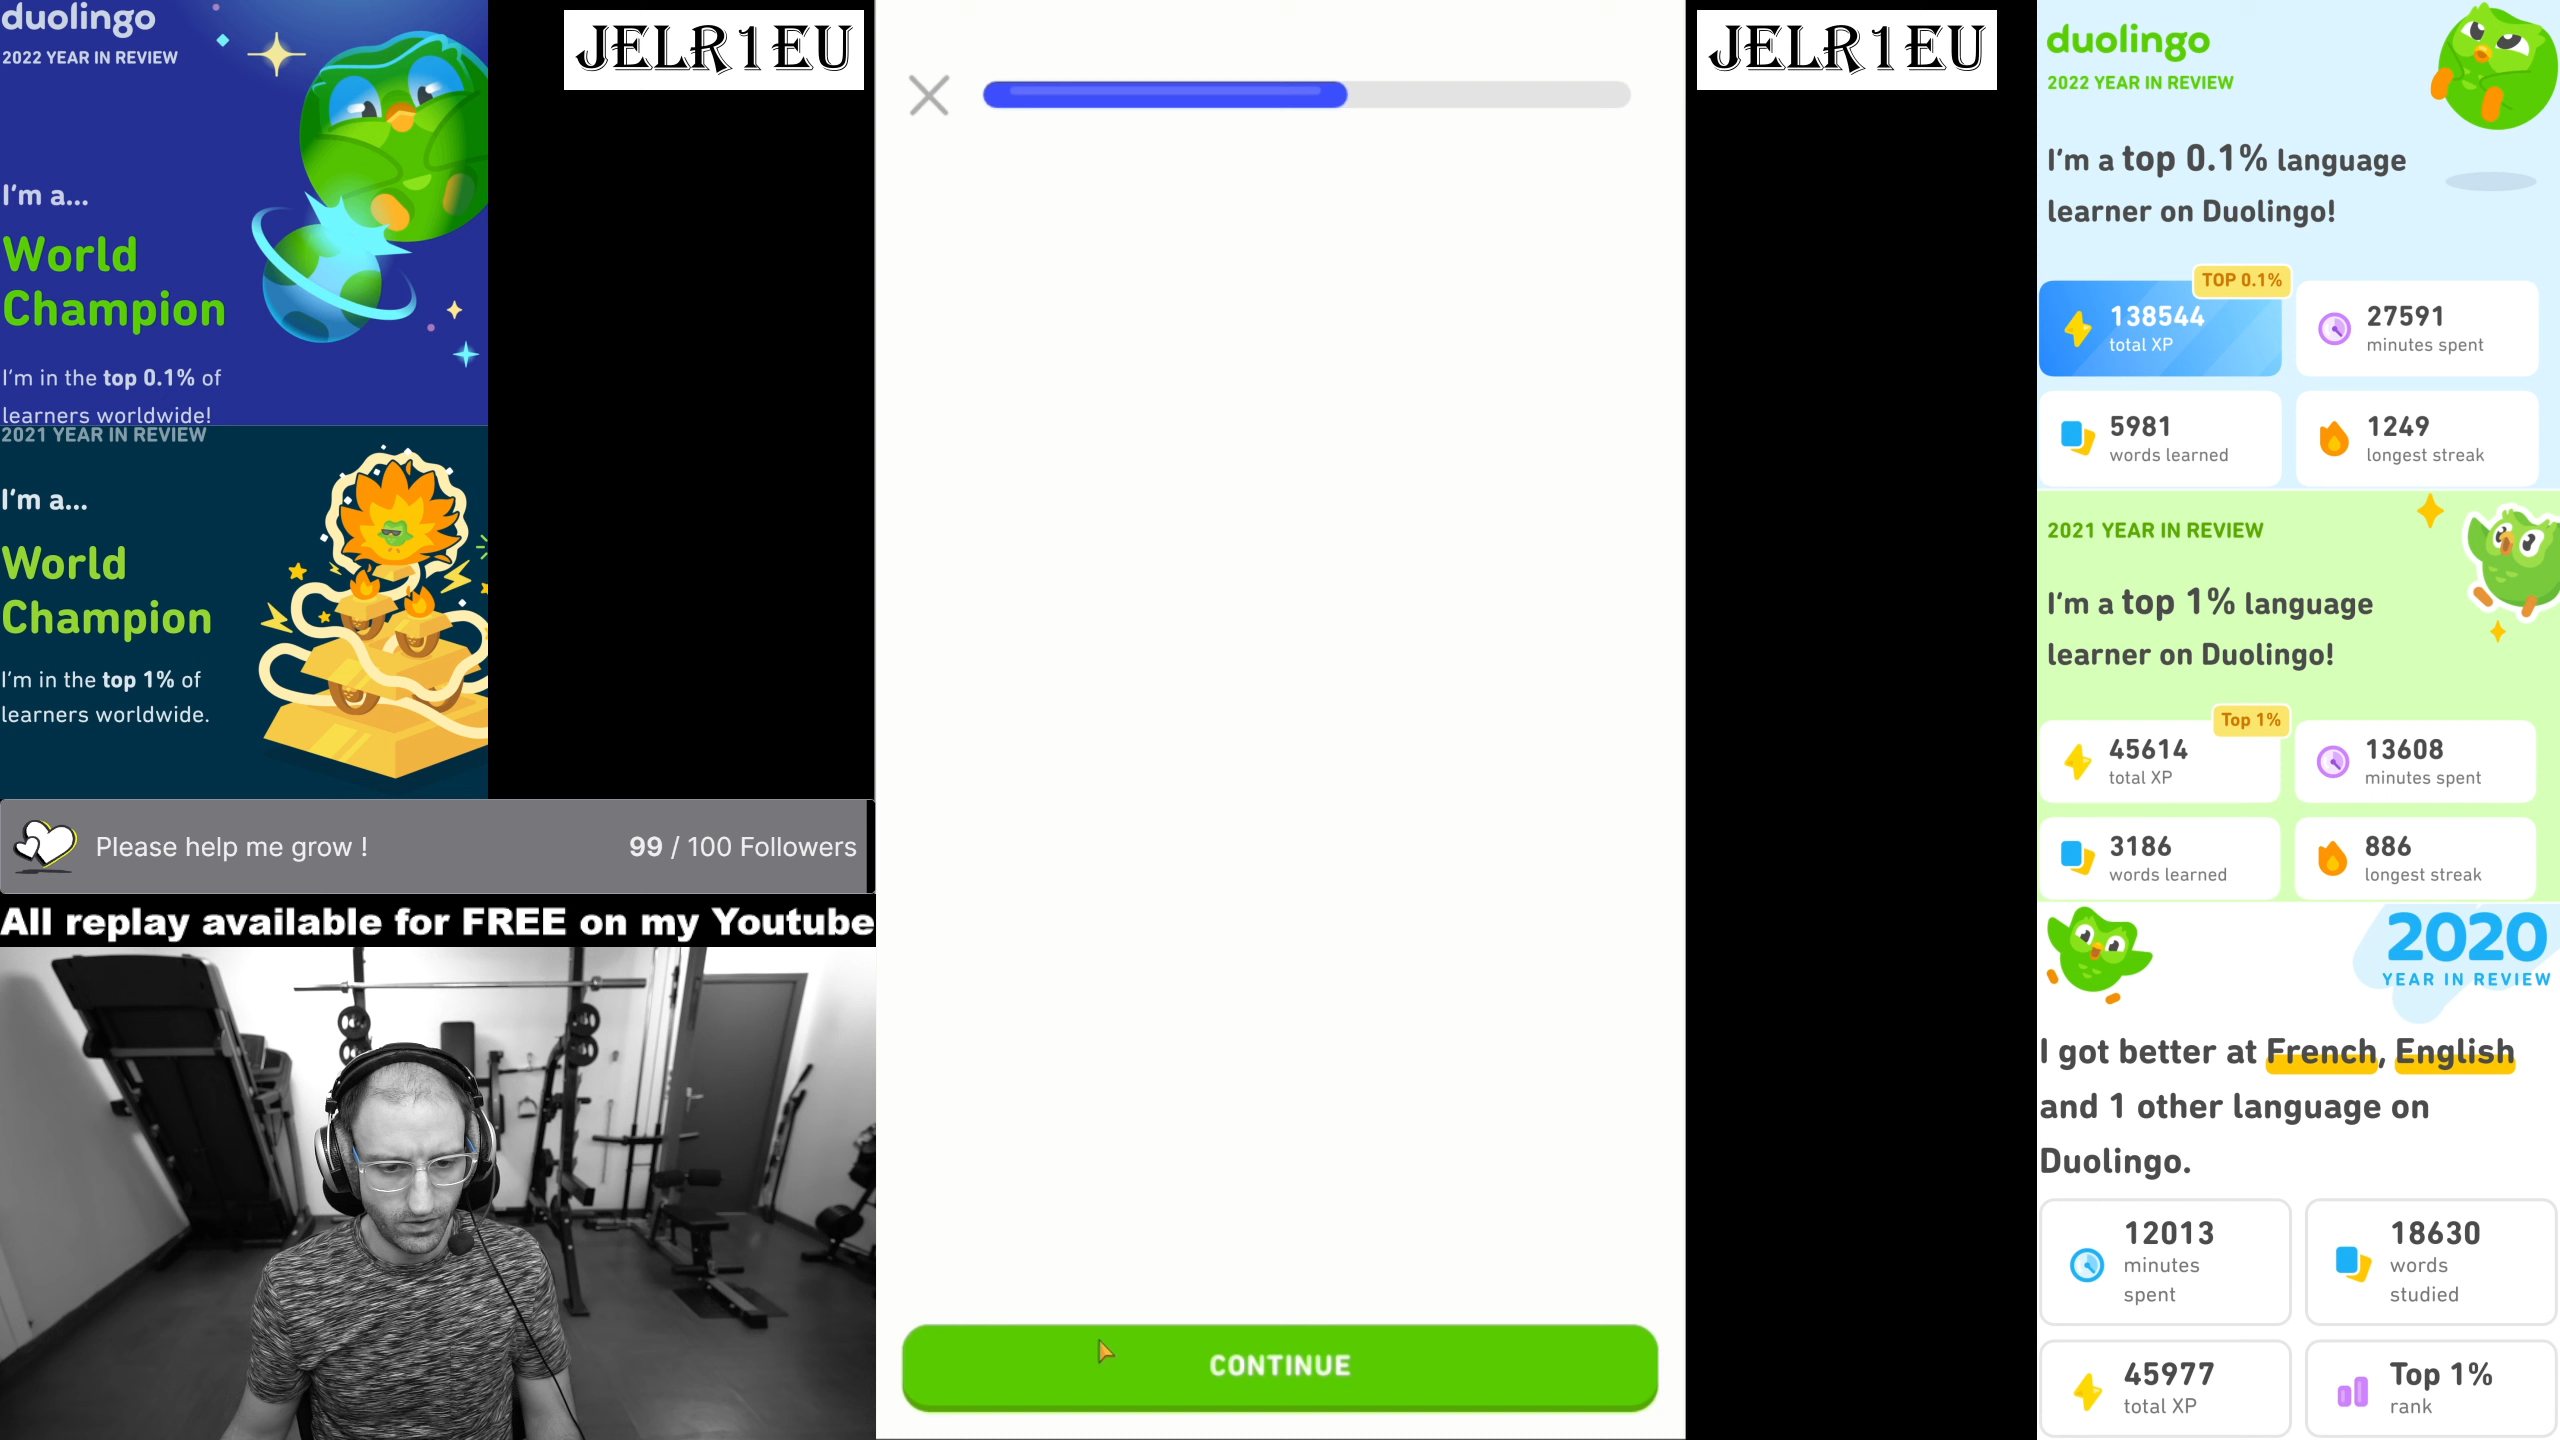 duolingo
2022 YEAR IN REVIEW
I'm a...
World
Champion
I'm in the top 0.1% of
learners worldwide!
2021 YEAR IN REVIEW
I'm a...
World
Champion
I'm in the top 1% of
learners worldwide.
Please help me grow !
99 / 100 Followers
All replay available for FREE on my Youtube
JELR1EU
CONTINUE
JELR1EU
duolingo
2022 YEAR IN REVIEW
I'm a top 0.1% language
learner on Duolingo!
TOP 0.1%
138544
total XP
27591
minutes spent
5981
words learned
1249
longest streak
2021 YEAR IN REVIEW
I'm a top 1% language
learner on Duolingo!
Top 1%
45614
total XP
13608
minutes spent
3186
words learned
886
longest streak
2020
YEAR IN REVIEW
I got better at French, English
and 1 other language on
Duolingo.
12013
minutes
spent
18630
words
studied
45977
total XP
Top 1%
rank